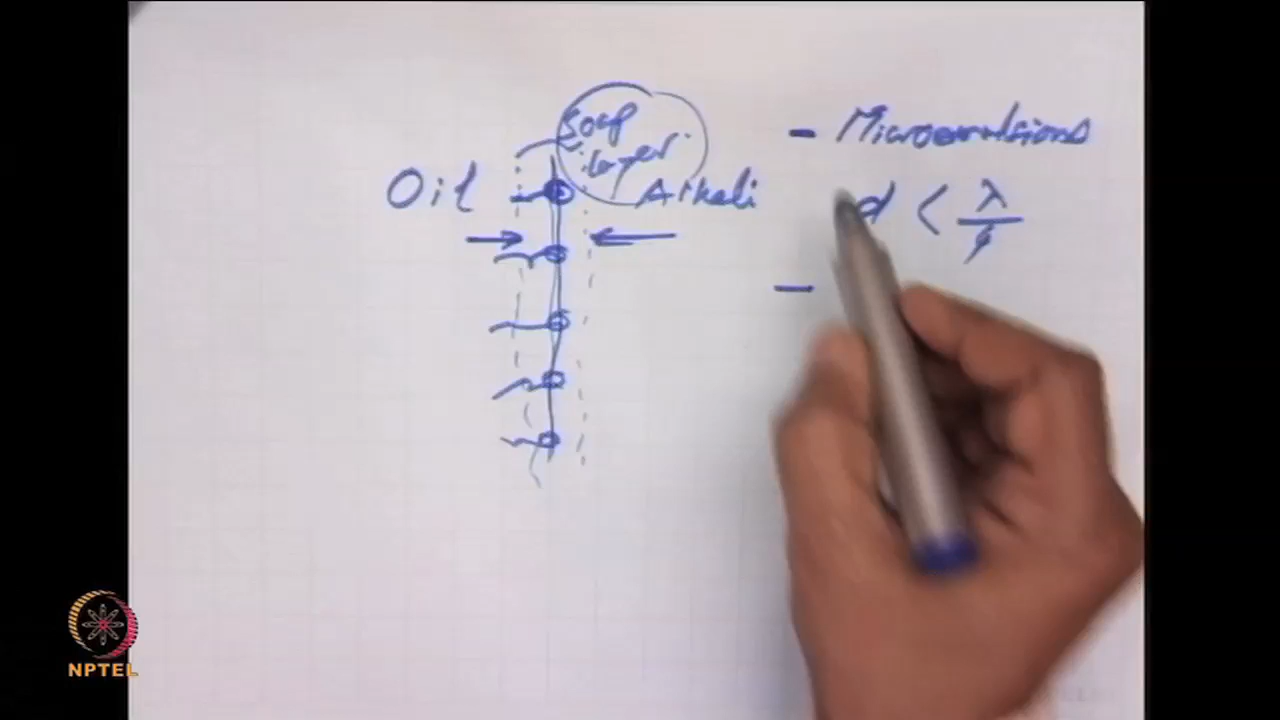 soap
layer
Oil
Alkali
- Microemulsions
d < λ/4
-
NPTEL